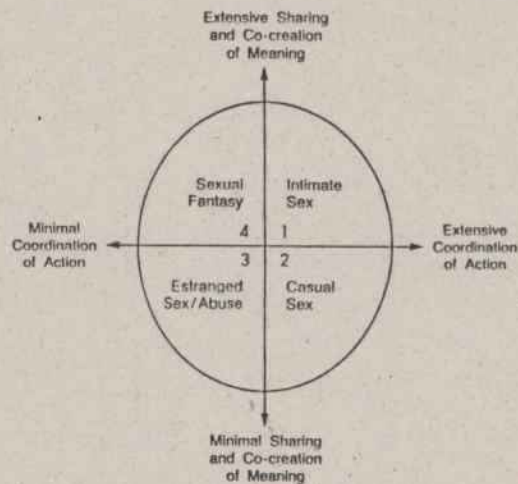 Extensive Sharing
and Co-creation
of Meaning
Sexual
Fantasy
Intimate
Sex
Minimal
Coordination
of Action
4
1
Extensive
Coordination
of Action
3
2
Estranged
Sex/Abuse
Casual
Sex
Minimal Sharing
and Co-creation
of Meaning